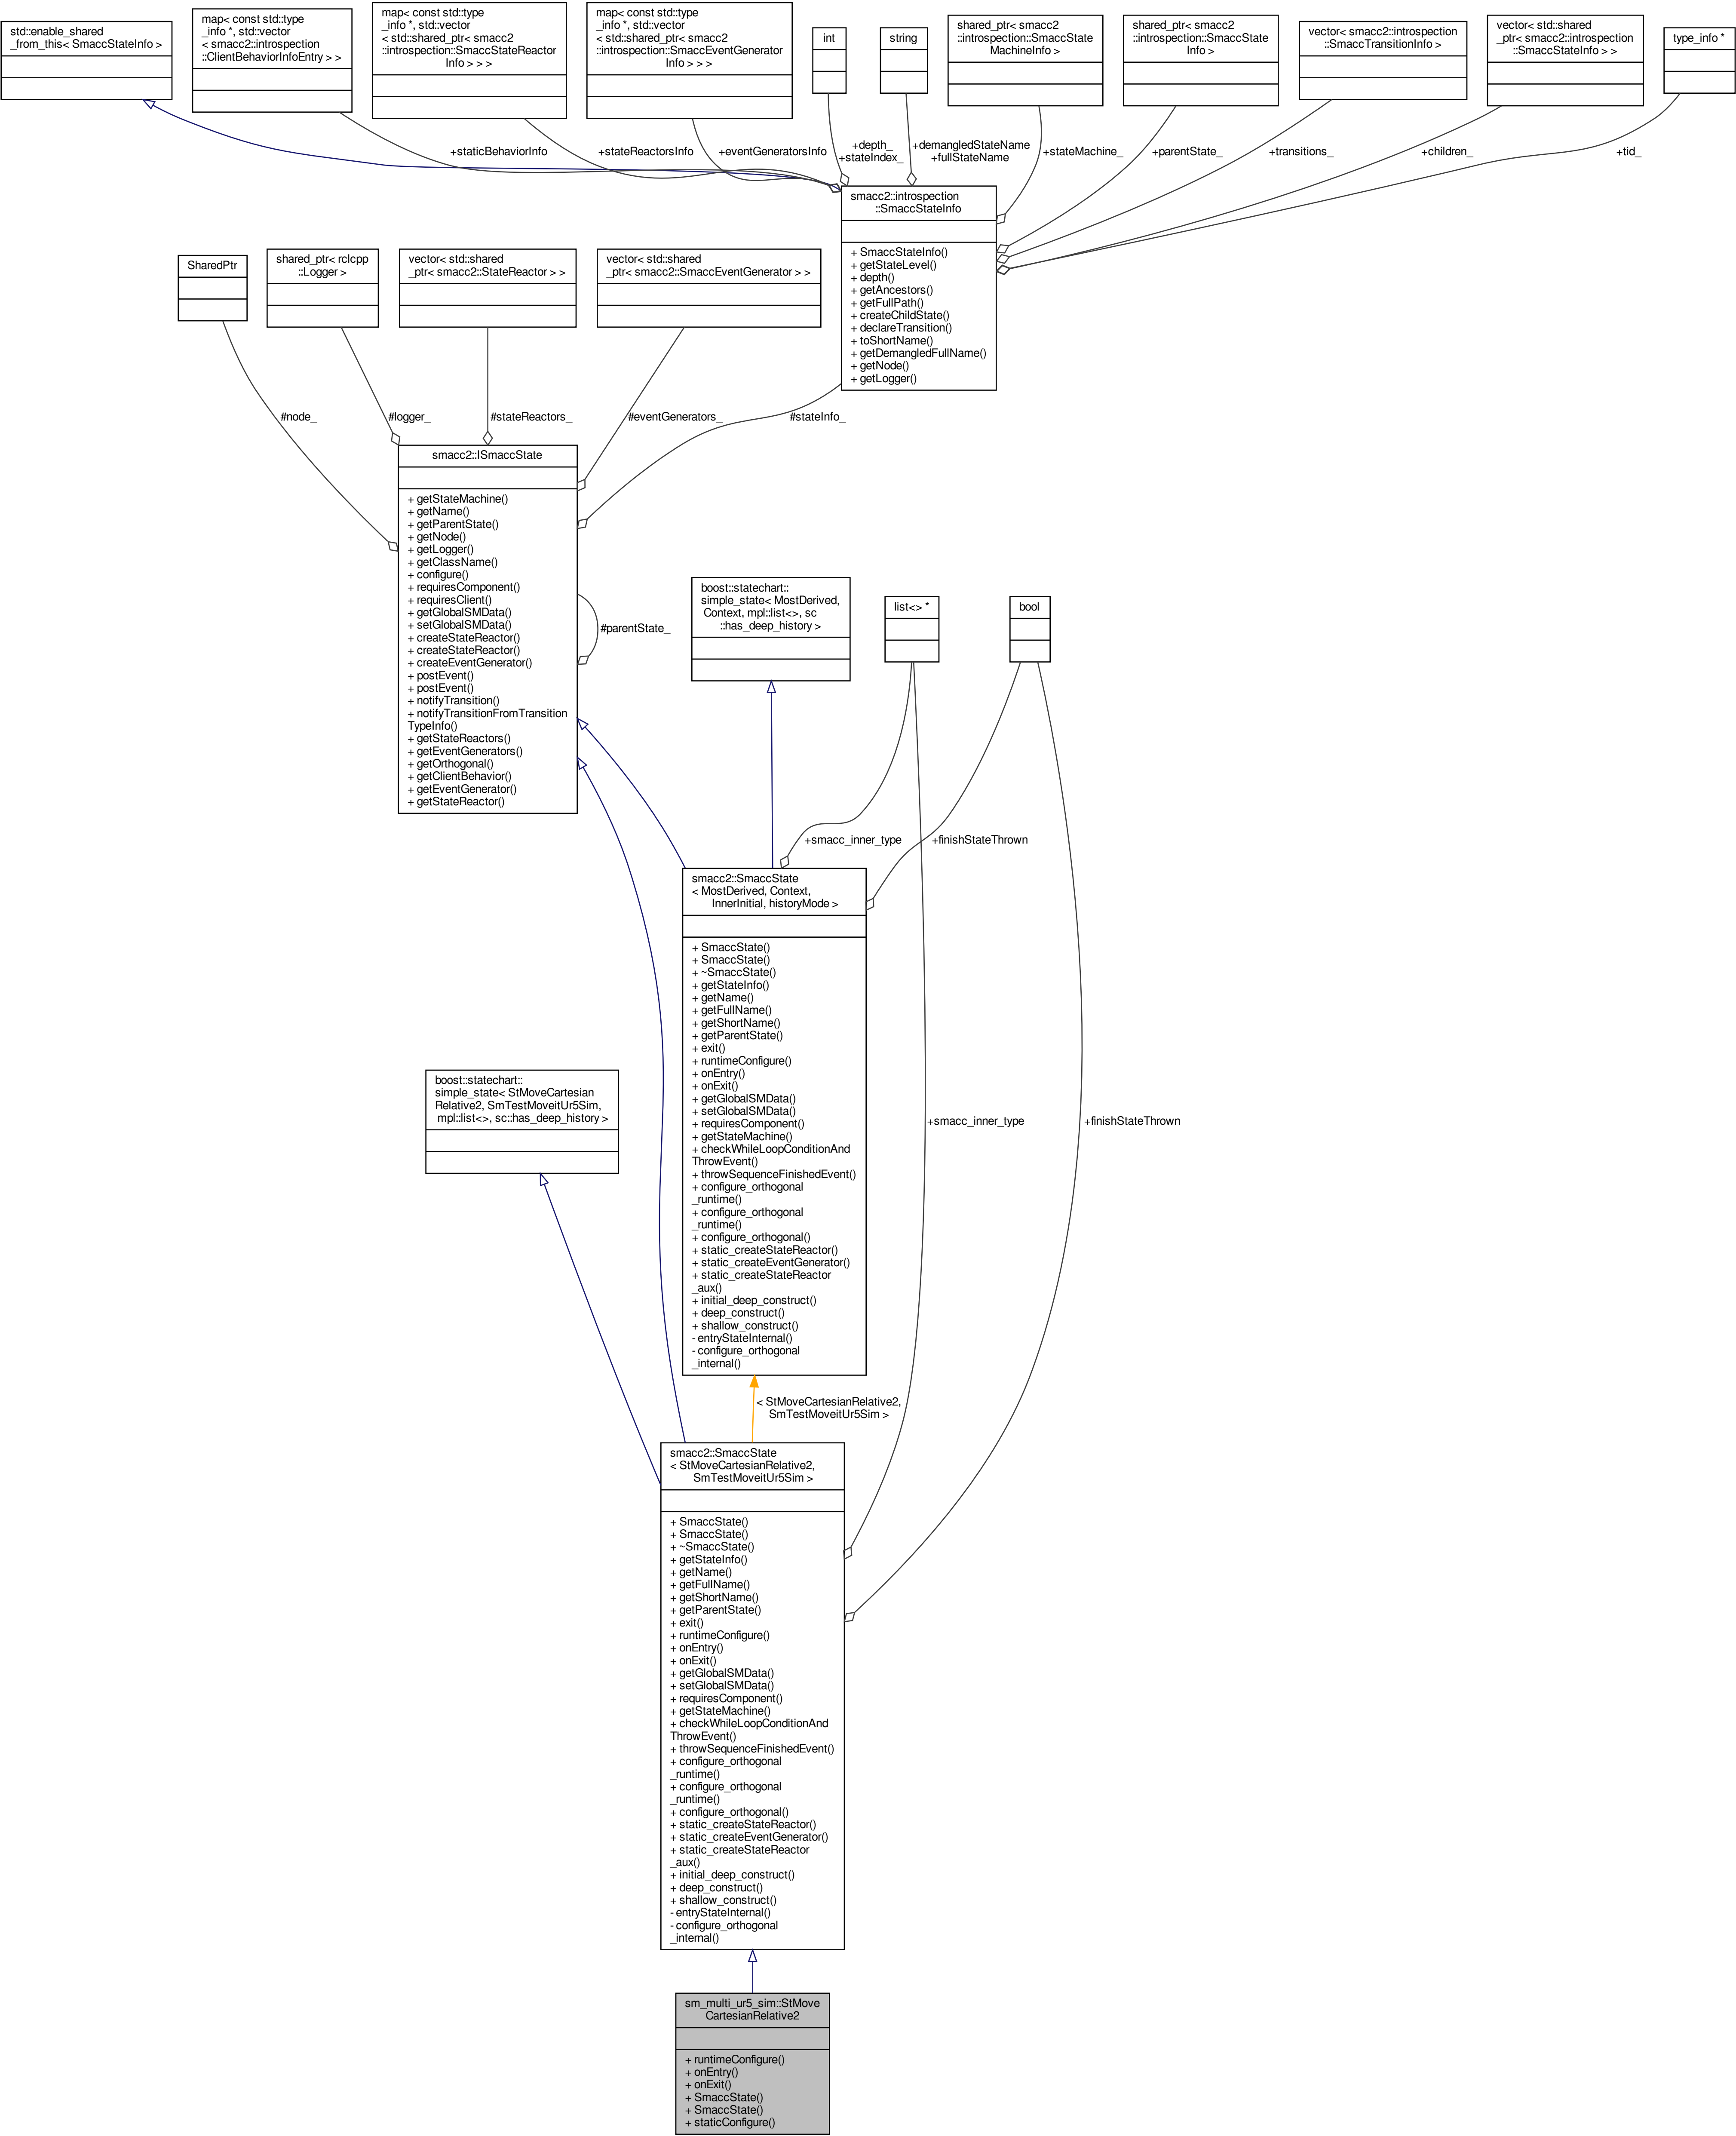 std::enable_shared
_from_this< SmaccStateInfo >
map< const std::type
_info *, std::vector
< smacc2::introspection
::ClientBehaviorInfoEntry > >
map< const std::type
_info *, std::vector
< std::shared_ptr< smacc2
::introspection::SmaccStateReactor
Info > > >
map< const std::type
_info *, std::vector
< std::shared_ptr< smacc2
::introspection::SmaccEventGenerator
Info > > >
int
string
shared_ptr< smacc2
::introspection::SmaccState
MachineInfo >
shared_ptr< smacc2
::introspection::SmaccState
Info >
vector< smacc2::introspection
::SmaccTransitionInfo >
vector< std::shared
_ptr< smacc2::introspection
::SmaccStateInfo > >
type_info *
+staticBehaviorInfo
+stateReactorsInfo
+eventGeneratorsInfo
+depth_
+stateIndex_
+demangledStateName
+fullStateName
+stateMachine_
+parentState_
+transitions_
+children_
+tid_
smacc2::introspection
::SmaccStateInfo
+ SmaccStateInfo()
+ getStateLevel()
+ depth()
+ getAncestors()
+ getFullPath()
+ createChildState()
+ declareTransition()
+ toShortName()
+ getDemangledFullName()
+ getNode()
+ getLogger()
SharedPtr
shared_ptr< rclcpp
::Logger >
vector< std::shared
_ptr< smacc2::StateReactor > >
vector< std::shared
_ptr< smacc2::SmaccEventGenerator > >
#node_
#logger_
#stateReactors_
#eventGenerators_
#stateInfo_
smacc2::ISmaccState
+ getStateMachine()
+ getName()
+ getParentState()
+ getNode()
+ getLogger()
+ getClassName()
+ configure()
+ requiresComponent()
+ requiresClient()
+ getGlobalSMData()
+ setGlobalSMData()
+ createStateReactor()
+ createStateReactor()
+ createEventGenerator()
+ postEvent()
+ postEvent()
+ notifyTransition()
+ notifyTransitionFromTransition
TypeInfo()
+ getStateReactors()
+ getEventGenerators()
+ getOrthogonal()
+ getClientBehavior()
+ getEventGenerator()
+ getStateReactor()
#parentState_
boost::statechart::
simple_state< MostDerived,
Context, mpl::list<>, sc
::has_deep_history >
list<> *
bool
+smacc_inner_type
+finishStateThrown
smacc2::SmaccState
< MostDerived, Context,
InnerInitial, historyMode >
+ SmaccState()
+ SmaccState()
+ ~SmaccState()
+ getStateInfo()
+ getName()
+ getFullName()
+ getShortName()
+ getParentState()
+ exit()
+ runtimeConfigure()
+ onEntry()
+ onExit()
+ getGlobalSMData()
+ setGlobalSMData()
+ requiresComponent()
+ getStateMachine()
+ checkWhileLoopConditionAnd
ThrowEvent()
+ throwSequenceFinishedEvent()
+ configure_orthogonal
_runtime()
+ configure_orthogonal
_runtime()
+ configure_orthogonal()
+ static_createStateReactor()
+ static_createEventGenerator()
+ static_createStateReactor
_aux()
+ initial_deep_construct()
+ deep_construct()
+ shallow_construct()
- entryStateInternal()
- configure_orthogonal
_internal()
boost::statechart::
simple_state< StMoveCartesian
Relative2, SmTestMoveitUr5Sim,
mpl::list<>, sc::has_deep_history >
+smacc_inner_type
+finishStateThrown
< StMoveCartesianRelative2,
SmTestMoveitUr5Sim >
smacc2::SmaccState
< StMoveCartesianRelative2,
SmTestMoveitUr5Sim >
+ SmaccState()
+ SmaccState()
+ ~SmaccState()
+ getStateInfo()
+ getName()
+ getFullName()
+ getShortName()
+ getParentState()
+ exit()
+ runtimeConfigure()
+ onEntry()
+ onExit()
+ getGlobalSMData()
+ setGlobalSMData()
+ requiresComponent()
+ getStateMachine()
+ checkWhileLoopConditionAnd
ThrowEvent()
+ throwSequenceFinishedEvent()
+ configure_orthogonal
_runtime()
+ configure_orthogonal
_runtime()
+ configure_orthogonal()
+ static_createStateReactor()
+ static_createEventGenerator()
+ static_createStateReactor
_aux()
+ initial_deep_construct()
+ deep_construct()
+ shallow_construct()
- entryStateInternal()
- configure_orthogonal
_internal()
sm_multi_ur5_sim::StMove
CartesianRelative2
+ runtimeConfigure()
+ onEntry()
+ onExit()
+ SmaccState()
+ SmaccState()
+ staticConfigure()